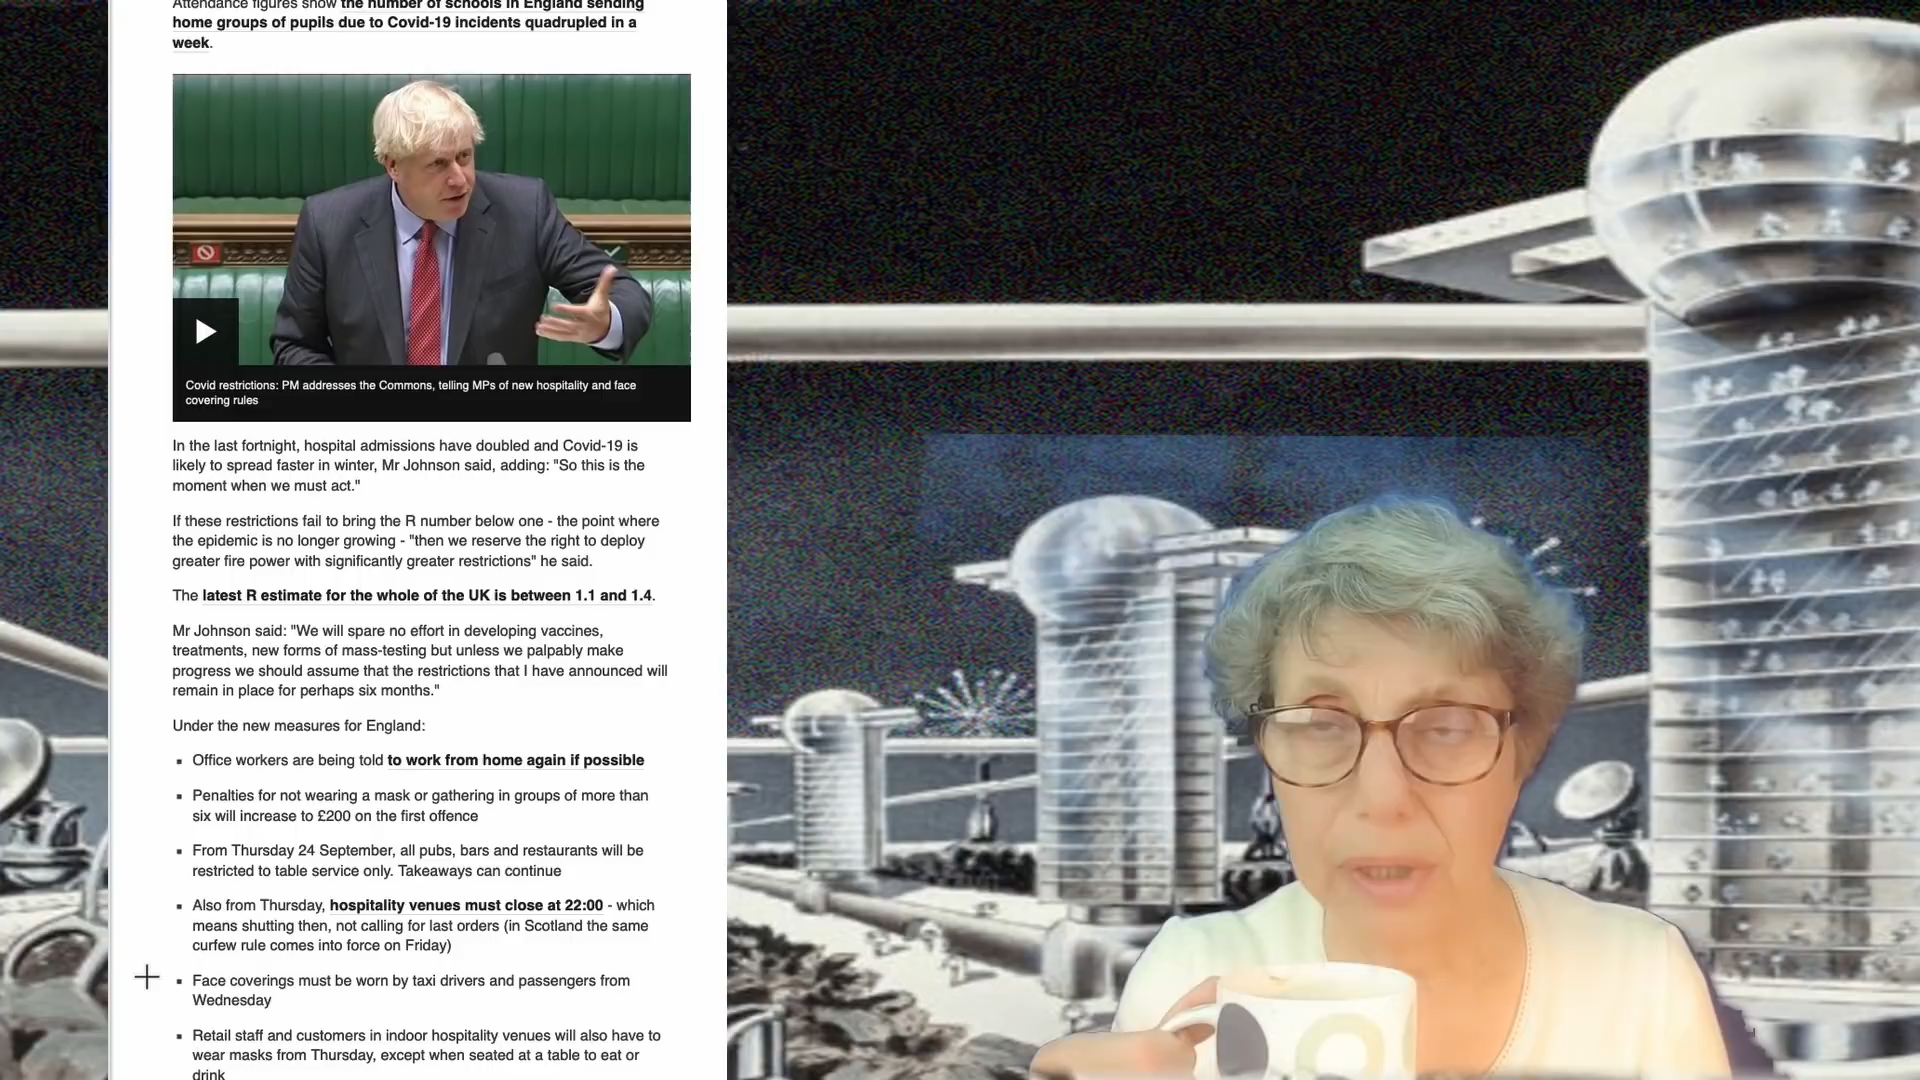 Attendance figures show the number of schools in England sending
home groups of pupils due to Covid-19 incidents quadrupled in a
week.
Covid restrictions: PM addresses the Commons, telling MPs of new hospitality and face
covering rules
In the last fortnight, hospital admissions have doubled and Covid-19 is
likely to spread faster in winter, Mr Johnson said, adding: "So this is the
moment when we must act."
If these restrictions fail to bring the R number below one - the point where
the epidemic is no longer growing - "then we reserve the right to deploy
greater fire power with significantly greater restrictions" he said.
The latest R estimate for the whole of the UK is between 1.1 and 1.4.
Mr Johnson said: "We will spare no effort in developing vaccines,
treatments, new forms of mass-testing but unless we palpably make
progress we should assume that the restrictions that I have announced will
remain in place for perhaps six months."
Under the new measures for England:
Office workers are being told to work from home again if possible
Penalties for not wearing a mask or gathering in groups of more than
six will increase to £200 on the first offence
From Thursday 24 September, all pubs, bars and restaurants will be
restricted to table service only. Takeaways can continue
Also from Thursday, hospitality venues must close at 22:00 - which
means shutting then, not calling for last orders (in Scotland the same
curfew rule comes into force on Friday)
Face coverings must be worn by taxi drivers and passengers from
Wednesday
Retail staff and customers in indoor hospitality venues will also have to
wear masks from Thursday, except when seated at a table to eat or
drink